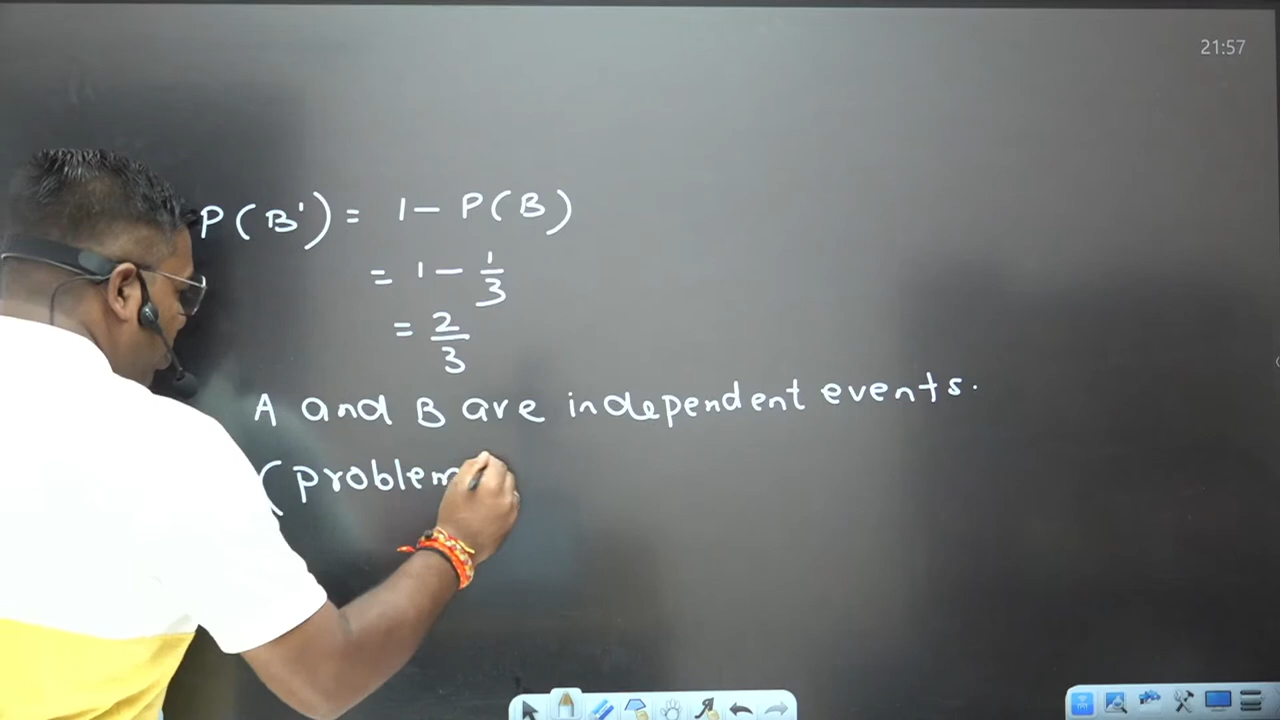 21:57
P(B') = 1 - P(B)
= 1 - 1/3
= 2/3
A and B are independent events.
(problem